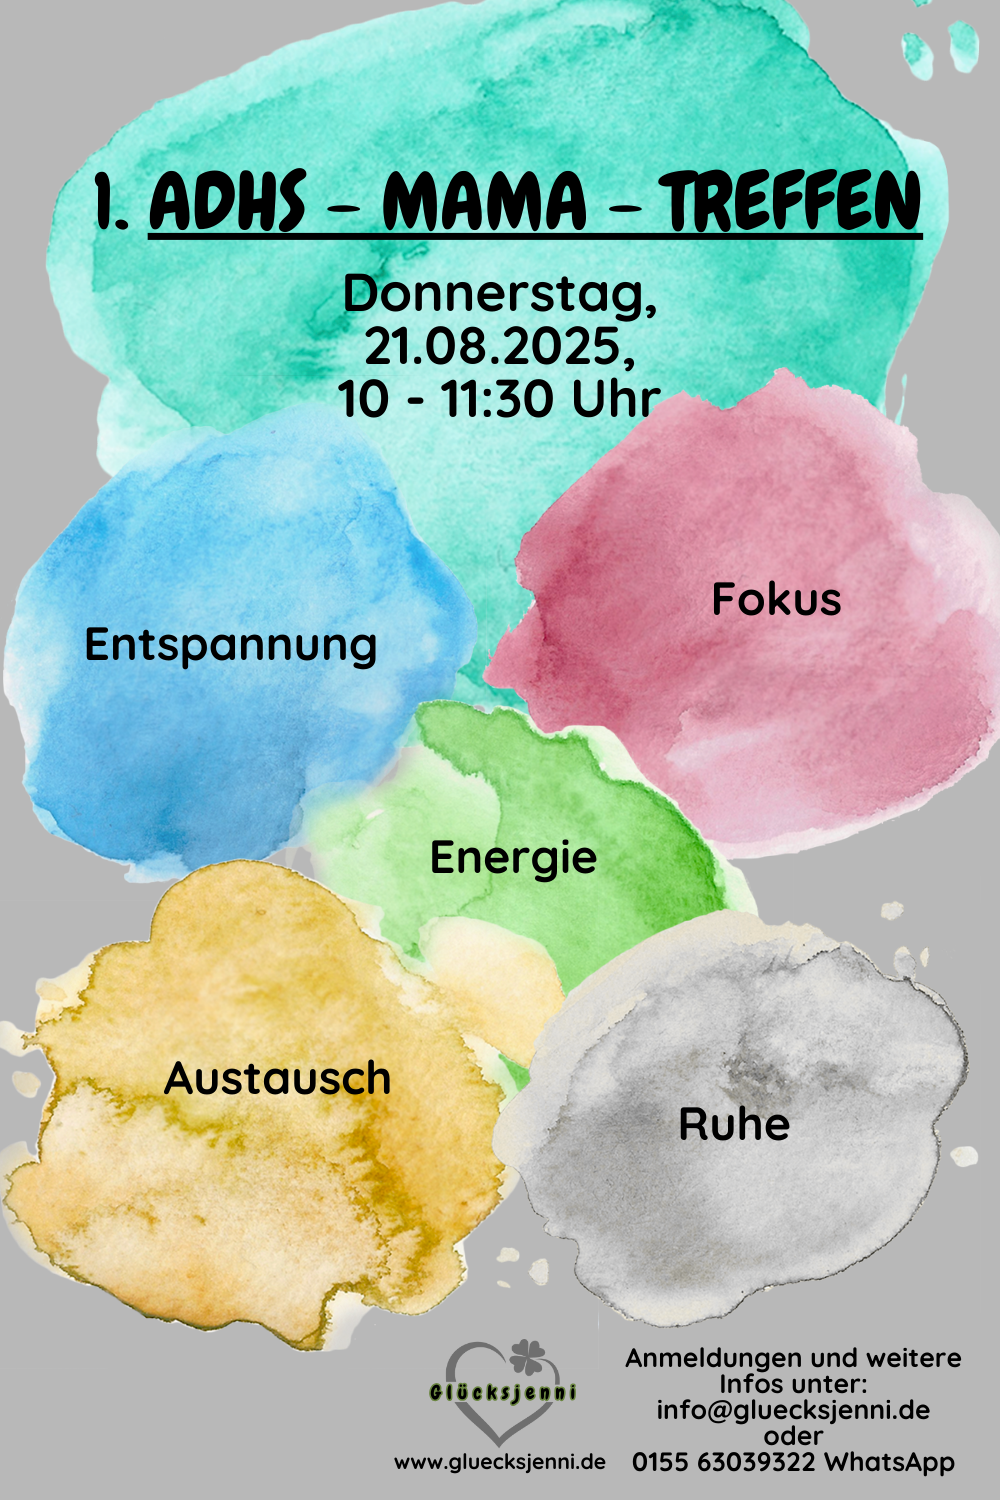 1. ADHS - MAMA - TREFFEN
Donnerstag,
21.08.2025,
10 - 11:30 Uhr
Entspannung
Fokus
Energie
Austausch
Ruhe
Glücksjenni
www.gluecksjenni.de
Anmeldungen und weitere
Infos unter:
info@gluecksjenni.de
oder
0155 63039322 WhatsApp